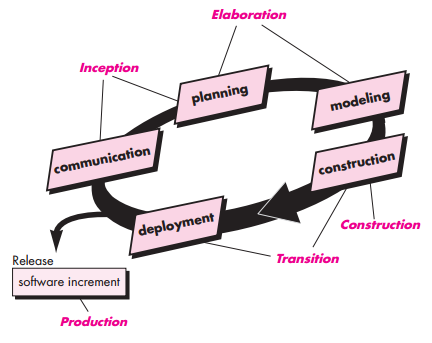 Elaboration
Inception
planning
modeling
communication
construction
deployment
Construction
Transition
Release
software increment
Production